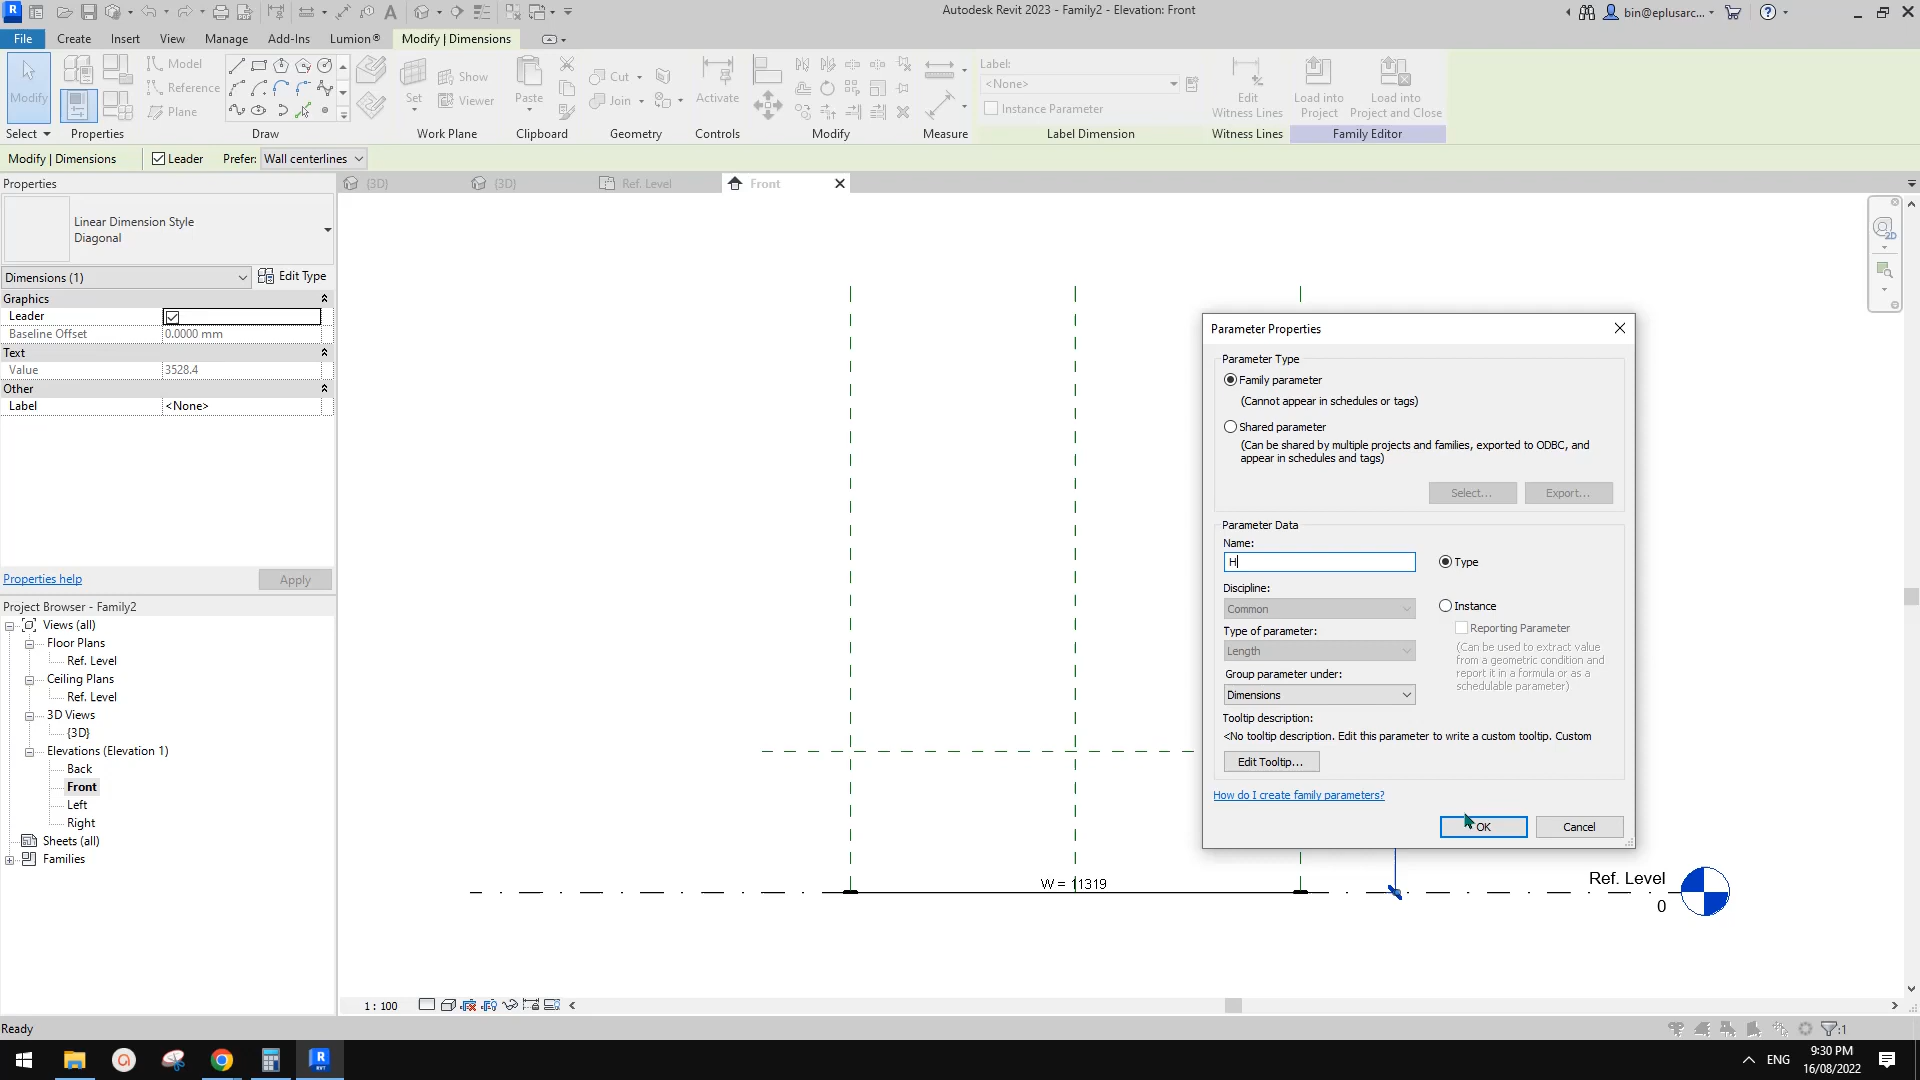 Autodesk Revit 2023 - Family2 - Elevation: Front
bin@eplusarc...
File
Create
Insert
View
Manage
Add-Ins
Lumion®
Modify | Dimensions
Modify
Model
Reference
Plane
Set
Show
Viewer
Paste
Cut
Join
Activate
Label:
<None>
Instance Parameter
Edit
Witness Lines
Load into
Project
Load into
Project and Close
Select
Properties
Draw
Work Plane
Clipboard
Geometry
Controls
Modify
Measure
Label Dimension
Witness Lines
Family Editor
Modify | Dimensions
Leader
Prefer:
Wall centerlines
Properties
{3D}
{3D}
Ref. Level
Front
Linear Dimension Style
Diagonal
Dimensions (1)
Edit Type
Graphics
Leader
Baseline Offset
0.0000 mm
Text
Value
3528.4
Other
Label
<None>
Properties help
Apply
Project Browser - Family2
Views (all)
Floor Plans
Ref. Level
Ceiling Plans
Ref. Level
3D Views
{3D}
Elevations (Elevation 1)
Back
Front
Left
Right
Sheets (all)
Families
Parameter Properties
Parameter Type
Family parameter
(Cannot appear in schedules or tags)
Shared parameter
(Can be shared by multiple projects and families, exported to ODBC, and
appear in schedules and tags)
Select...
Export...
Parameter Data
Name:
H
Type
Discipline:
Common
Instance
Reporting Parameter
(Can be used to extract value
from a geometric condition and
report it in a formula or as a
schedulable parameter)
Type of parameter:
Length
Group parameter under:
Dimensions
Tooltip description:
<No tooltip description. Edit this parameter to write a custom tooltip. Custom
Edit Tooltip...
How do I create family parameters?
OK
Cancel
W = 11319
Ref. Level
0
1 : 100
Ready
:1
ENG
9:30 PM
16/08/2022